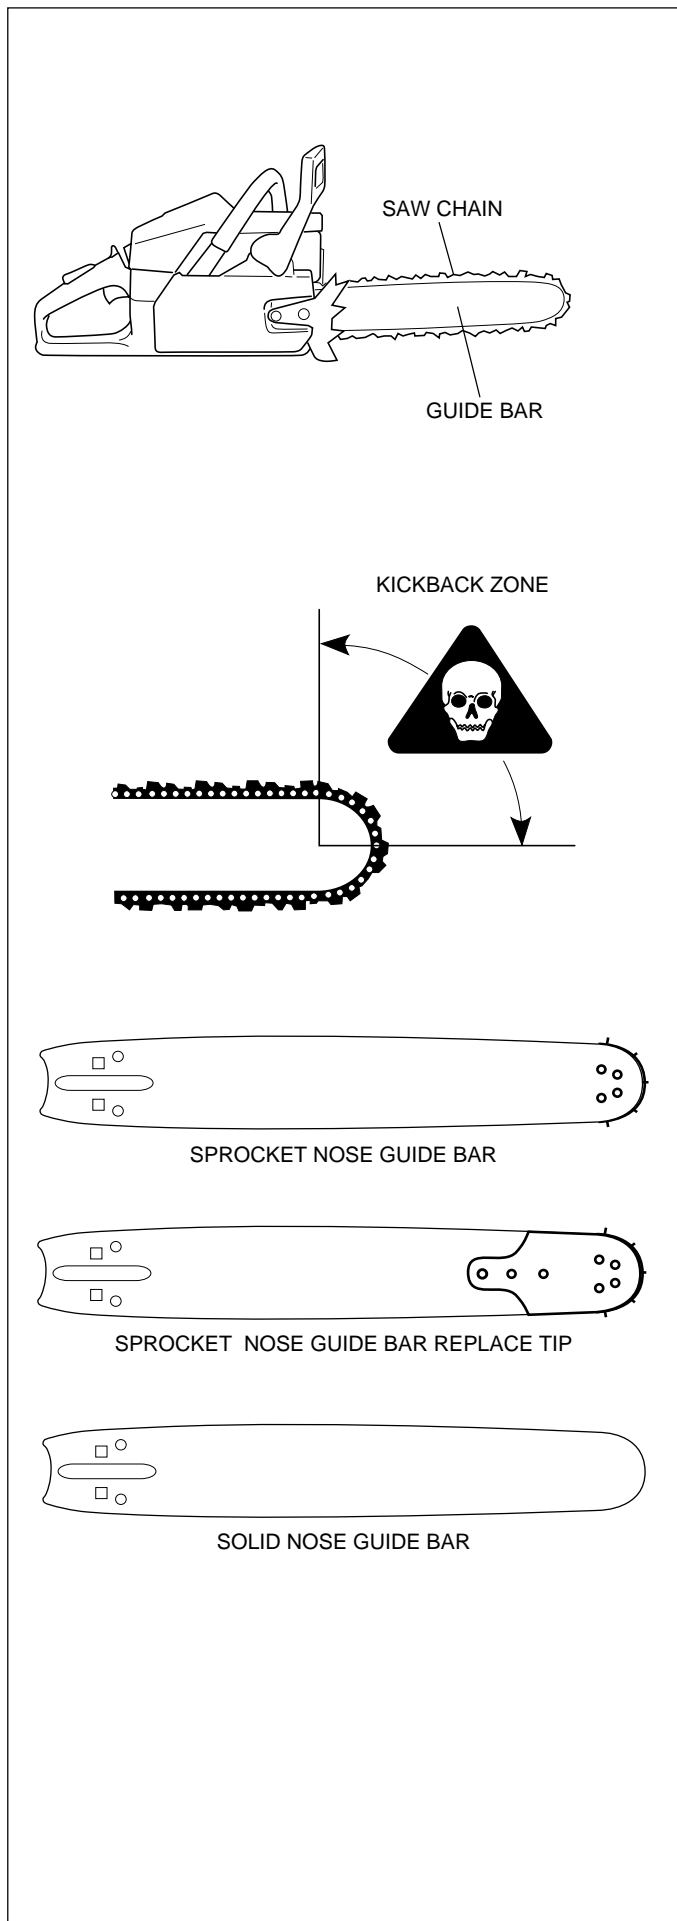 SAW CHAIN
GUIDE BAR
KICKBACK ZONE
SPROCKET NOSE GUIDE BAR
SPROCKET NOSE GUIDE BAR REPLACE TIP
SOLID NOSE GUIDE BAR